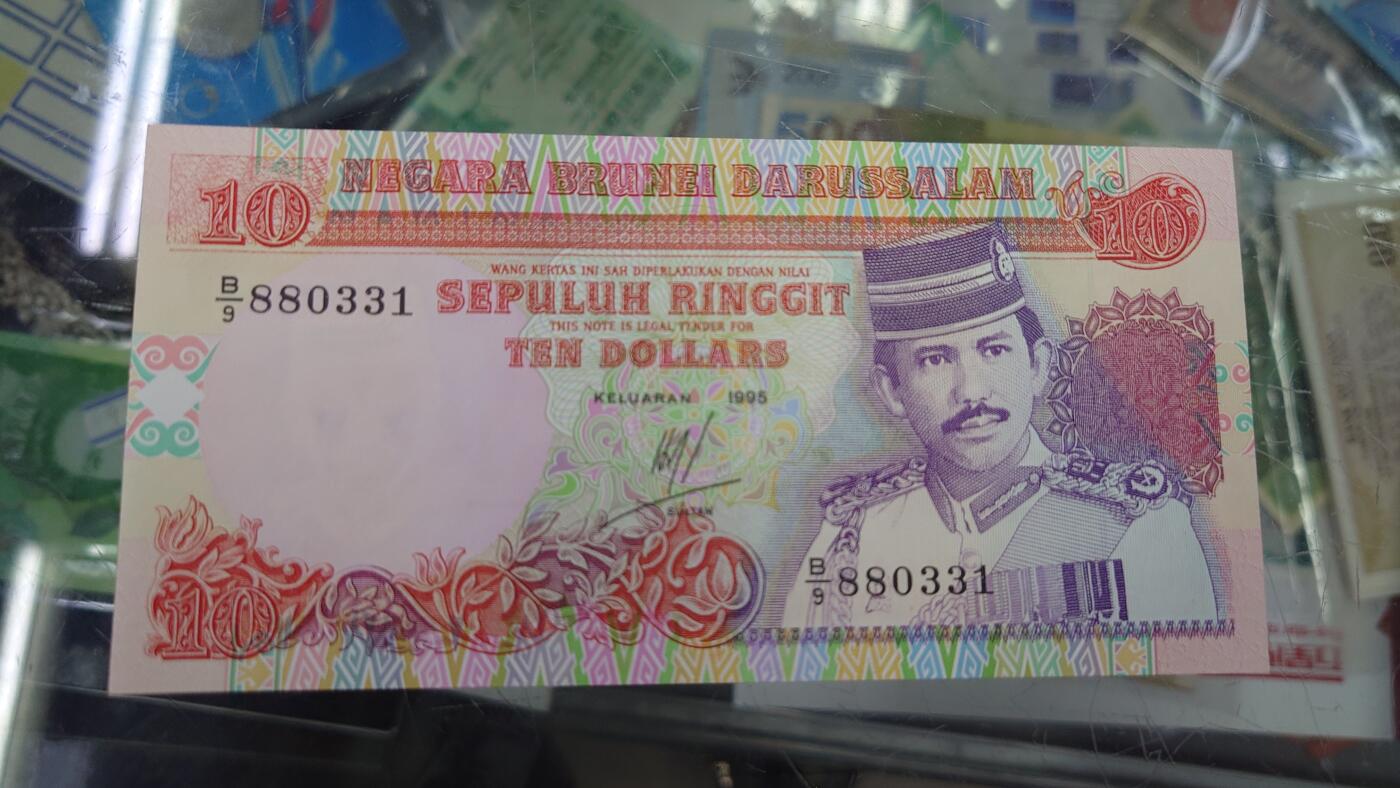 10 NEGARA BRUNEI DARUSSALAM 10
WANG KERTAS INI SAH DIPERLAKUKAN DENGAN NILAI
B/9 880331 SEPULUH RINGGIT
THIS NOTE IS LEGAL TENDER FOR
TEN DOLLARS
KELUARAN 1995
SULTAN
B/9 880331
10